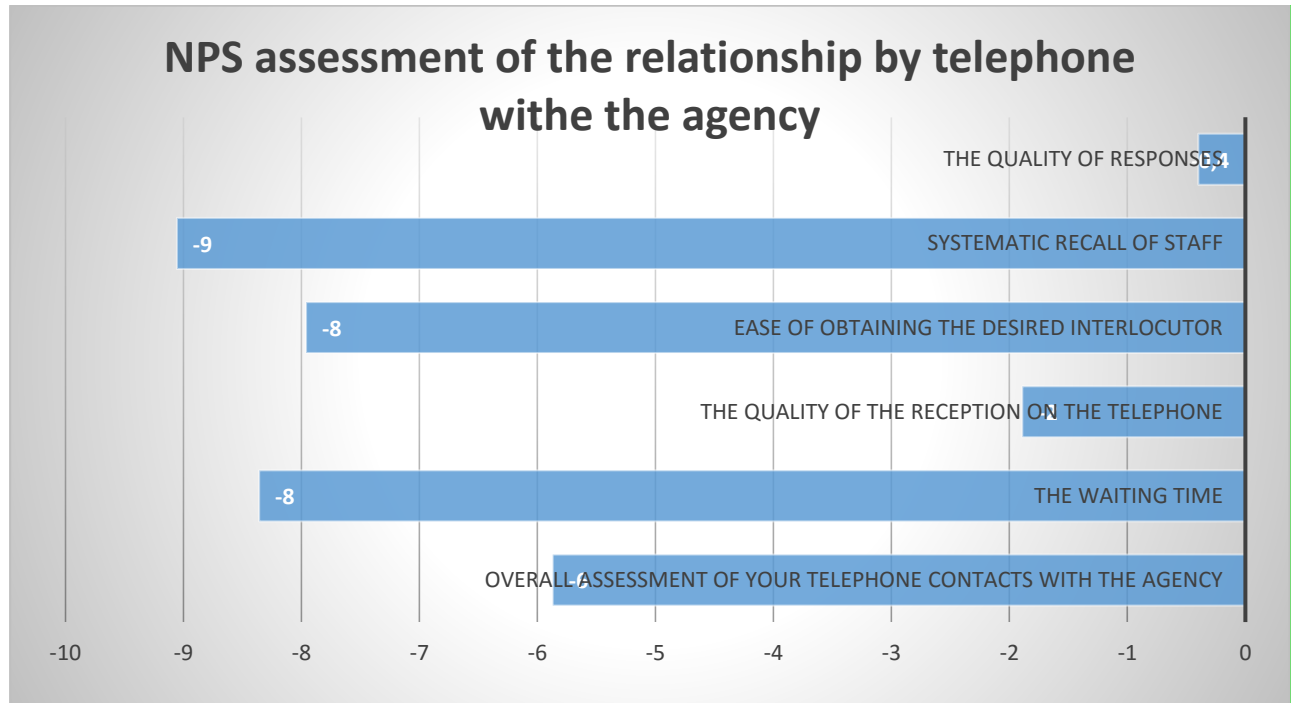 NPS assessment of the relationship by telephone
withe the agency
THE QUALITY OF RESPONSES
-9 SYSTEMATIC RECALL OF STAFF
-8 EASE OF OBTAINING THE DESIRED INTERLOCUTOR
THE QUALITY OF THE RECEPTION ON THE TELEPHONE
-8 THE WAITING TIME
OVERALL ASSESSMENT OF YOUR TELEPHONE CONTACTS WITH THE AGENCY
-10 -9 -8 -7 -6 -5 -4 -3 -2 -1 0